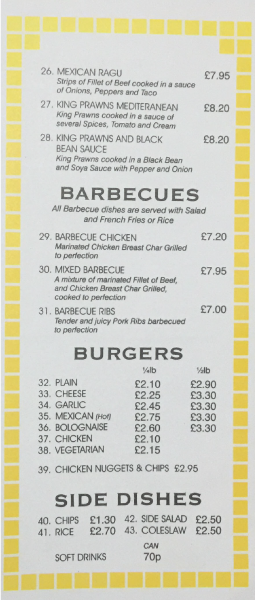 26. MEXICAN RAGU £7.95
Strips of Fillet of Beef cooked in a sauce
of Onions, Peppers and Taco
27. KING PRAWNS MEDITERANEAN £8.20
King Prawns cooked in a sauce of
several Spices, Tomato and Cream
28. KING PRAWNS AND BLACK £8.20
BEAN SAUCE
King Prawns cooked in a Black Bean
and Soya Sauce with Pepper and Onion
BARBECUES
All Barbecue dishes are served with Salad
and French Fries or Rice
29. BARBECUE CHICKEN £7.20
Marinated Chicken Breast Char Grilled
to perfection
30. MIXED BARBECUE £7.95
A mixture of marinated Fillet of Beef,
and Chicken Breast Char Grilled,
cooked to perfection
31. BARBECUE RIBS £7.00
Tender and juicy Pork Ribs barbecued
to perfection
BURGERS
¼lb ½lb
32. PLAIN £2.10 £2.90
33. CHEESE £2.25 £3.30
34. GARLIC £2.45 £3.30
35. MEXICAN (Hot) £2.75 £3.30
36. BOLOGNAISE £2.60 £3.30
37. CHICKEN £2.10
38. VEGETARIAN £2.15
39. CHICKEN NUGGETS & CHIPS £2.95
SIDE DISHES
40. CHIPS £1.30 42. SIDE SALAD £2.50
41. RICE £2.70 43. COLESLAW £2.50
CAN
SOFT DRINKS 70p